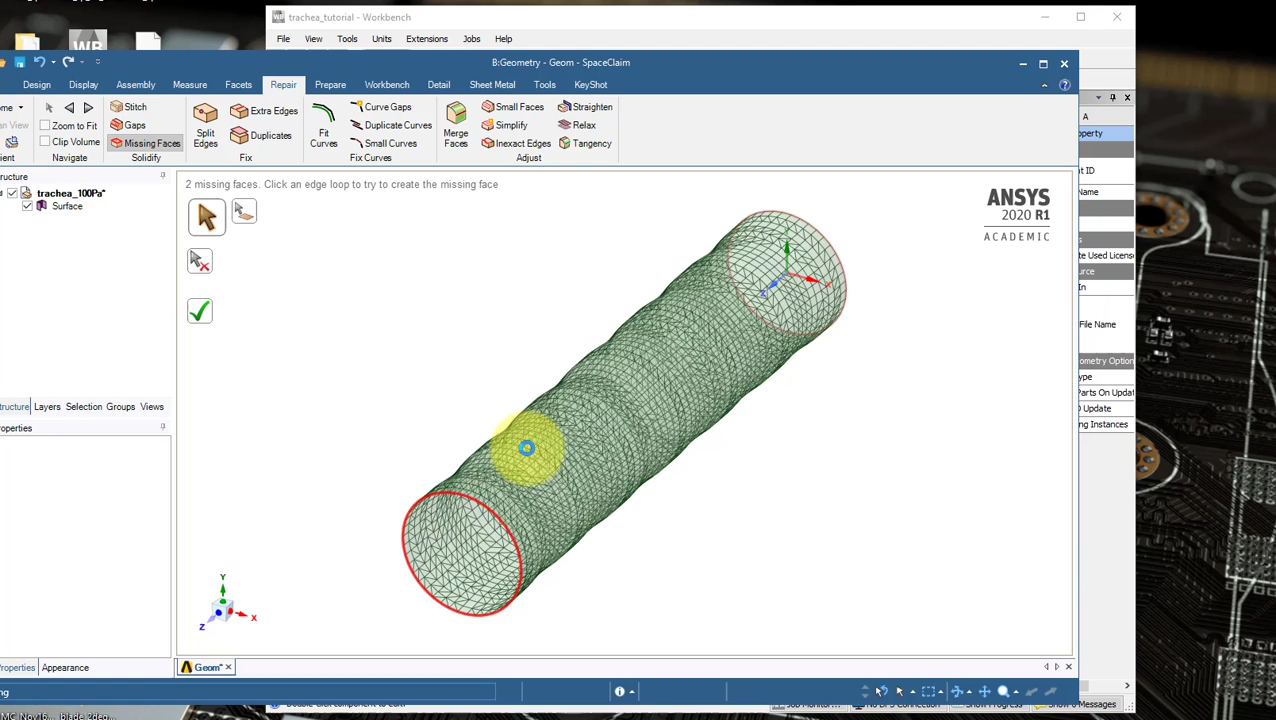 trachea_tutorial - Workbench
File View Tools Units Extensions Jobs Help
B:Geometry - Geom - SpaceClaim
Design Display Assembly Measure Facets Repair Prepare Workbench Detail Sheet Metal Tools KeyShot
Stitch
Gaps
Missing Faces
Solidify
Zoom to Fit
Clip Volume
Navigate
Split Edges
Extra Edges
Duplicates
Fix
Fit Curves
Curve Gaps
Duplicate Curves
Small Curves
Fix Curves
Merge Faces
Small Faces
Simplify
Inexact Edges
Straighten
Relax
Tangency
Adjust
2 missing faces. Click an edge loop to try to create the missing face
trachea_100Pa*
Surface
Layers Selection Groups Views
ANSYS
2020 R1
ACADEMIC
X
Z
Y
X
Z
Appearance
Geom*
A
File Name